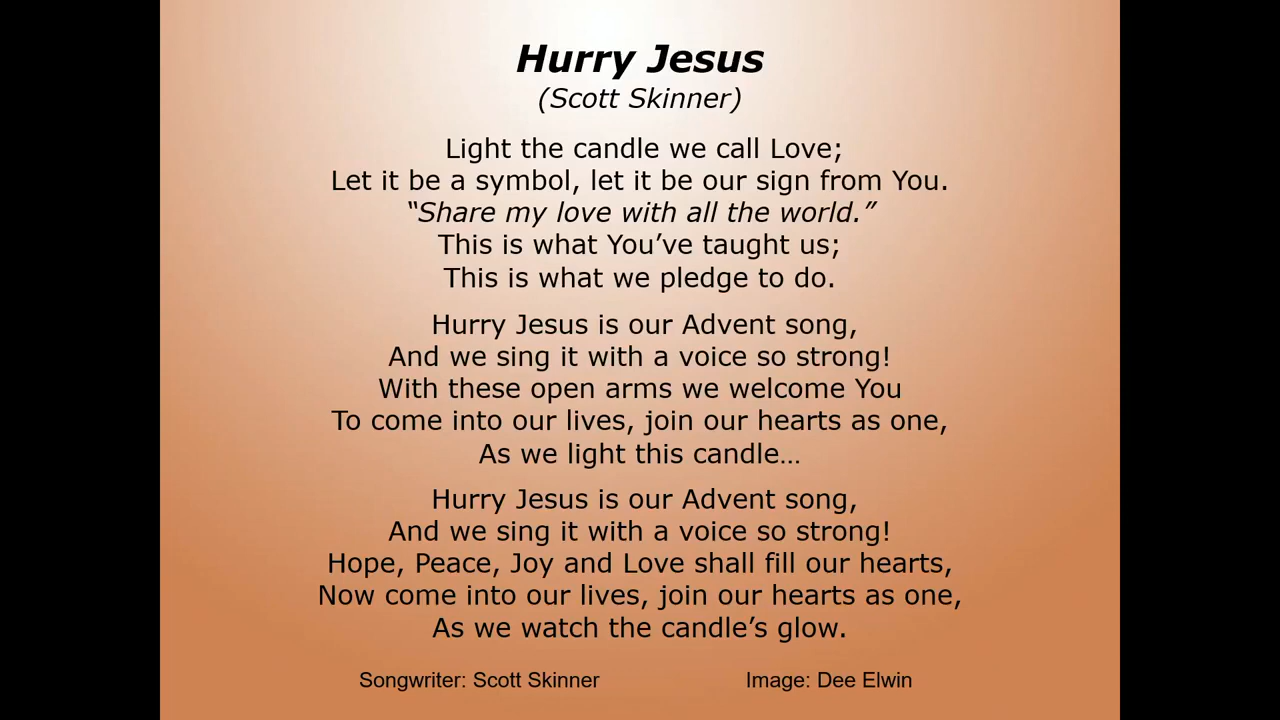 Hurry Jesus
(Scott Skinner)
Light the candle we call Love;
Let it be a symbol, let it be our sign from You.
“Share my love with all the world.”
This is what You’ve taught us;
This is what we pledge to do.
Hurry Jesus is our Advent song,
And we sing it with a voice so strong!
With these open arms we welcome You
To come into our lives, join our hearts as one,
As we light this candle…
Hurry Jesus is our Advent song,
And we sing it with a voice so strong!
Hope, Peace, Joy and Love shall fill our hearts,
Now come into our lives, join our hearts as one,
As we watch the candle’s glow.
Songwriter: Scott Skinner Image: Dee Elwin